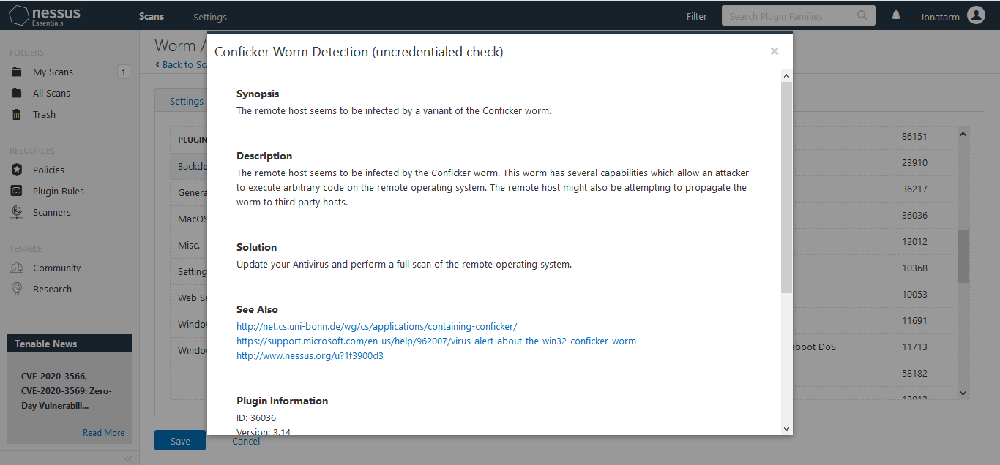 nessus
Essentials
Scans
Settings
Filter
Search Plugin Families
Jonatarm
FOLDERS
My Scans
1
All Scans
Trash
RESOURCES
Policies
Plugin Rules
Scanners
TENABLE
Community
Research
Tenable News
CVE-2020-3566,
CVE-2020-3569: Zero-
Day Vulnerabili...
Read More
Worm /
Back to Sc
Settings
PLUGIN
Backdo
Genera
MacOS
Misc.
Setting
Web Se
Window
Window
Conficker Worm Detection (uncredentialed check)
Synopsis
The remote host seems to be infected by a variant of the Conficker worm.
Description
The remote host seems to be infected by the Conficker worm. This worm has several capabilities which allow an attacker
to execute arbitrary code on the remote operating system. The remote host might also be attempting to propagate the
worm to third party hosts.
Solution
Update your Antivirus and perform a full scan of the remote operating system.
See Also
http://net.cs.uni-bonn.de/wg/cs/applications/containing-conficker/
https://support.microsoft.com/en-us/help/962007/virus-alert-about-the-win32-conficker-worm
http://www.nessus.org/u?1f3900d3
Plugin Information
ID: 36036
Version: 3.14
86151
23910
36217
36036
12012
10368
10053
11691
eboot DoS 11713
58182
Save
Cancel